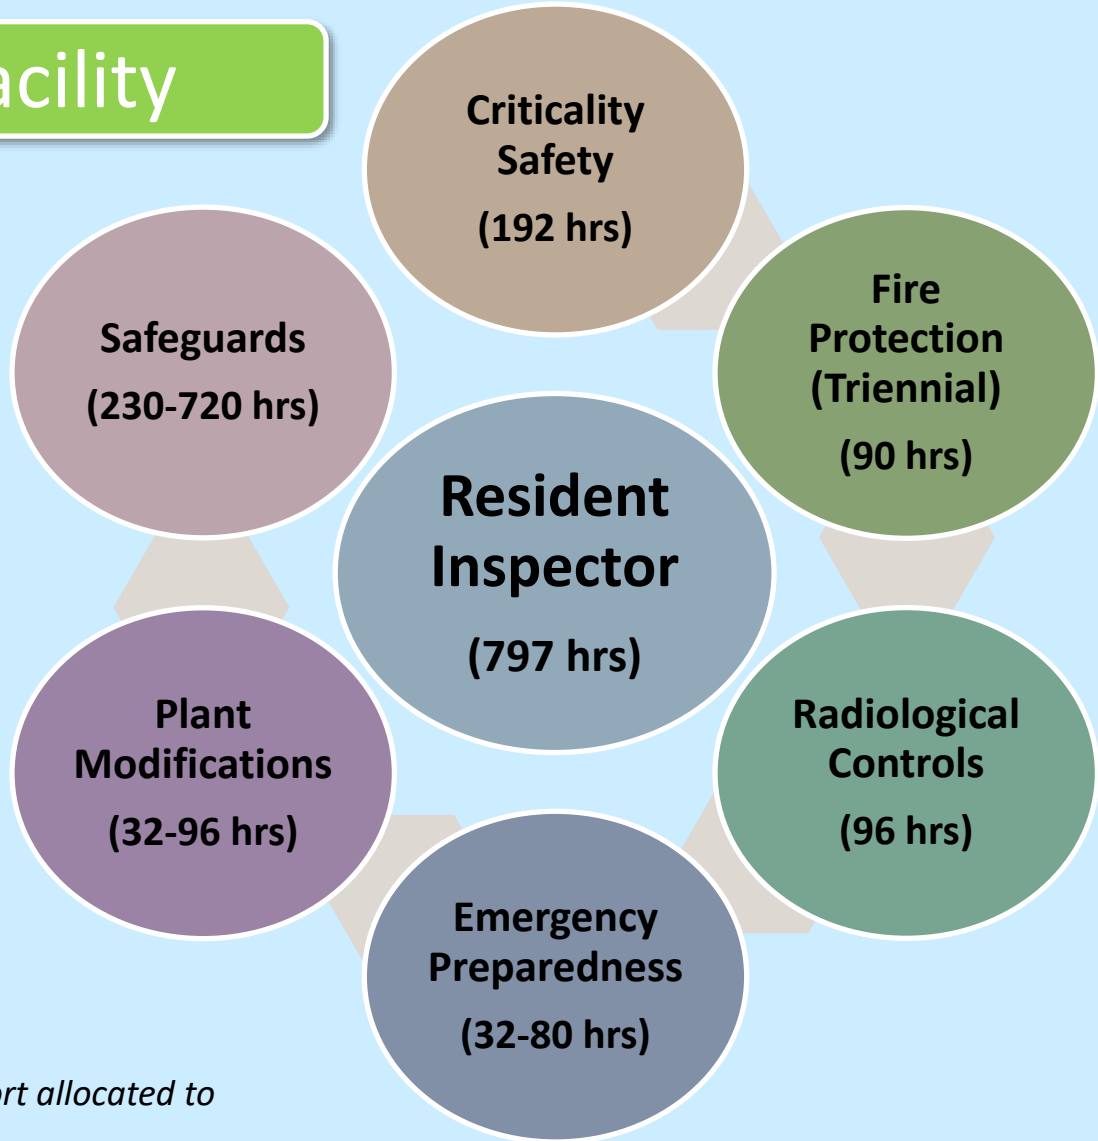 acility
Criticality
Safety
(192 hrs)
Fire
Protection
(Triennial)
(90 hrs)
Safeguards
(230-720 hrs)
Resident
Inspector
(797 hrs)
Plant
Modifications
(32-96 hrs)
Radiological
Controls
(96 hrs)
Emergency
Preparedness
(32-80 hrs)
ort allocated to